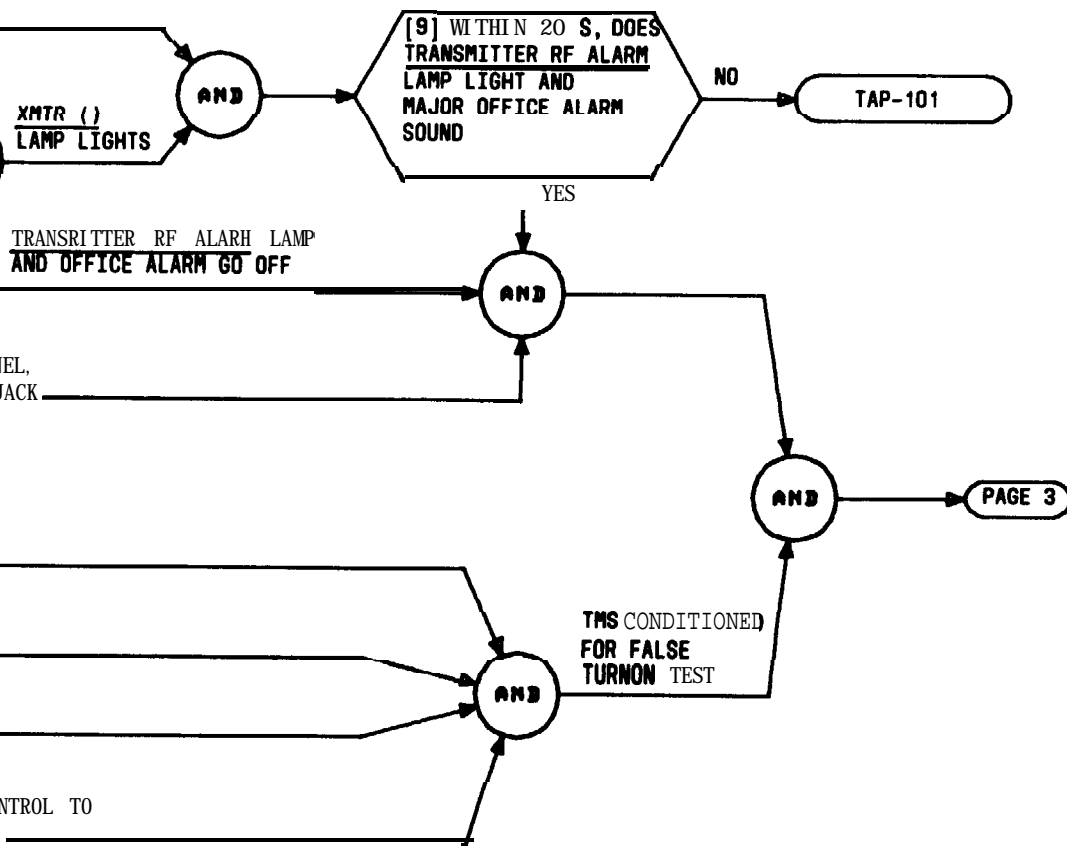 [9] WITHIN 20 S, DOES
TRANSMITTER RF ALARM
LAMP LIGHT AND
MAJOR OFFICE ALARM
SOUND
NO
TAP-101
AND
XMTR ()
LAMP LIGHTS
YES
TRANSRITTER RF ALARH LAMP
AND OFFICE ALARM GO OFF
AND
NEL,
JACK
AND
PAGE 3
TMS CONDITIONED
FOR FALSE
TURNON TEST
AND
NTROL TO